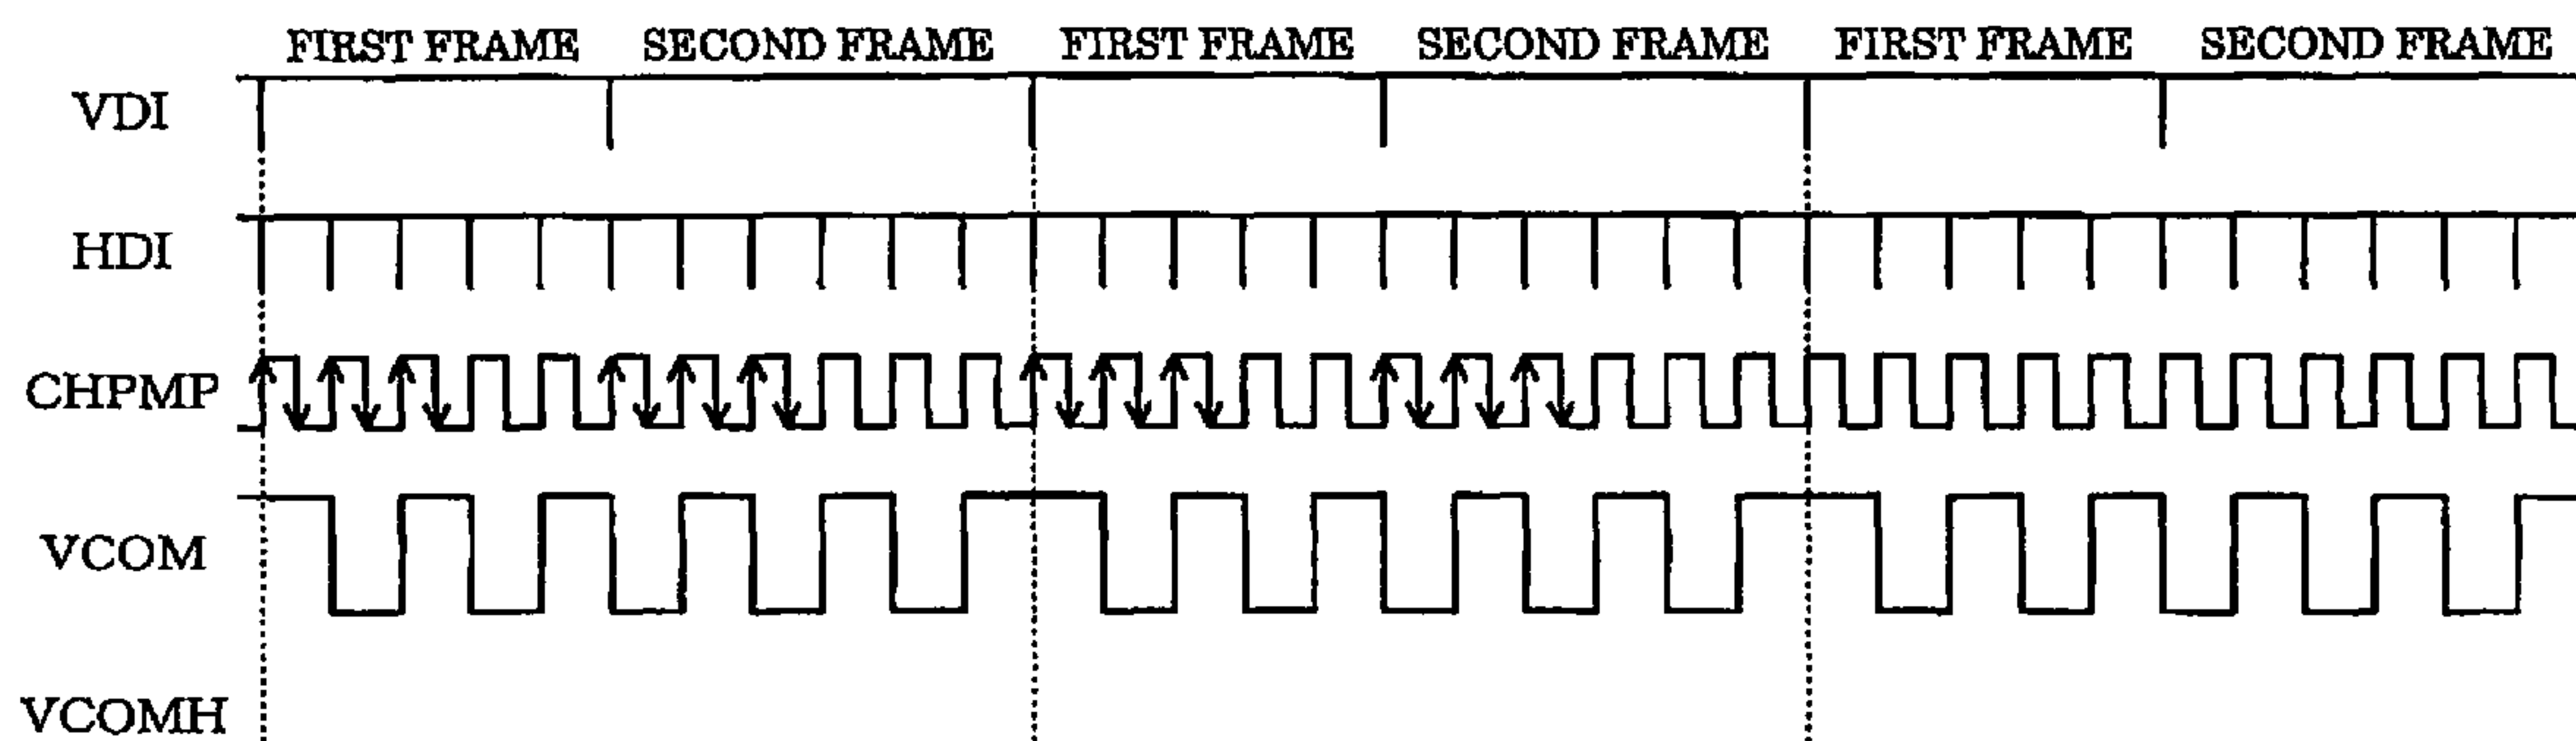 FIRST FRAME SECOND FRAME FIRST FRAME SECOND FRAME FIRST FRAME SECOND FRAME
VDI
HDI
CHPMP
VCOM
VCOMH